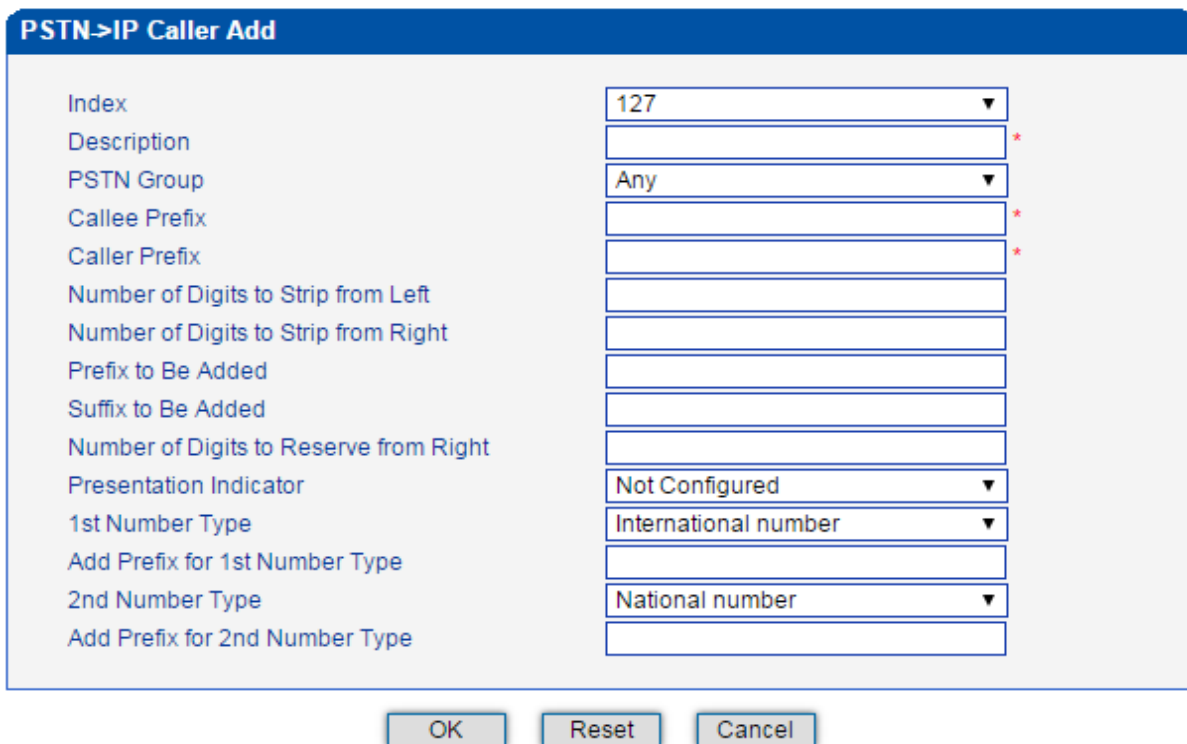 PSTN->IP Caller Add
Index 127
Description *
PSTN Group Any
Callee Prefix *
Caller Prefix *
Number of Digits to Strip from Left
Number of Digits to Strip from Right
Prefix to Be Added
Suffix to Be Added
Number of Digits to Reserve from Right
Presentation Indicator Not Configured
1st Number Type International number
Add Prefix for 1st Number Type
2nd Number Type National number
Add Prefix for 2nd Number Type
OK Reset Cancel